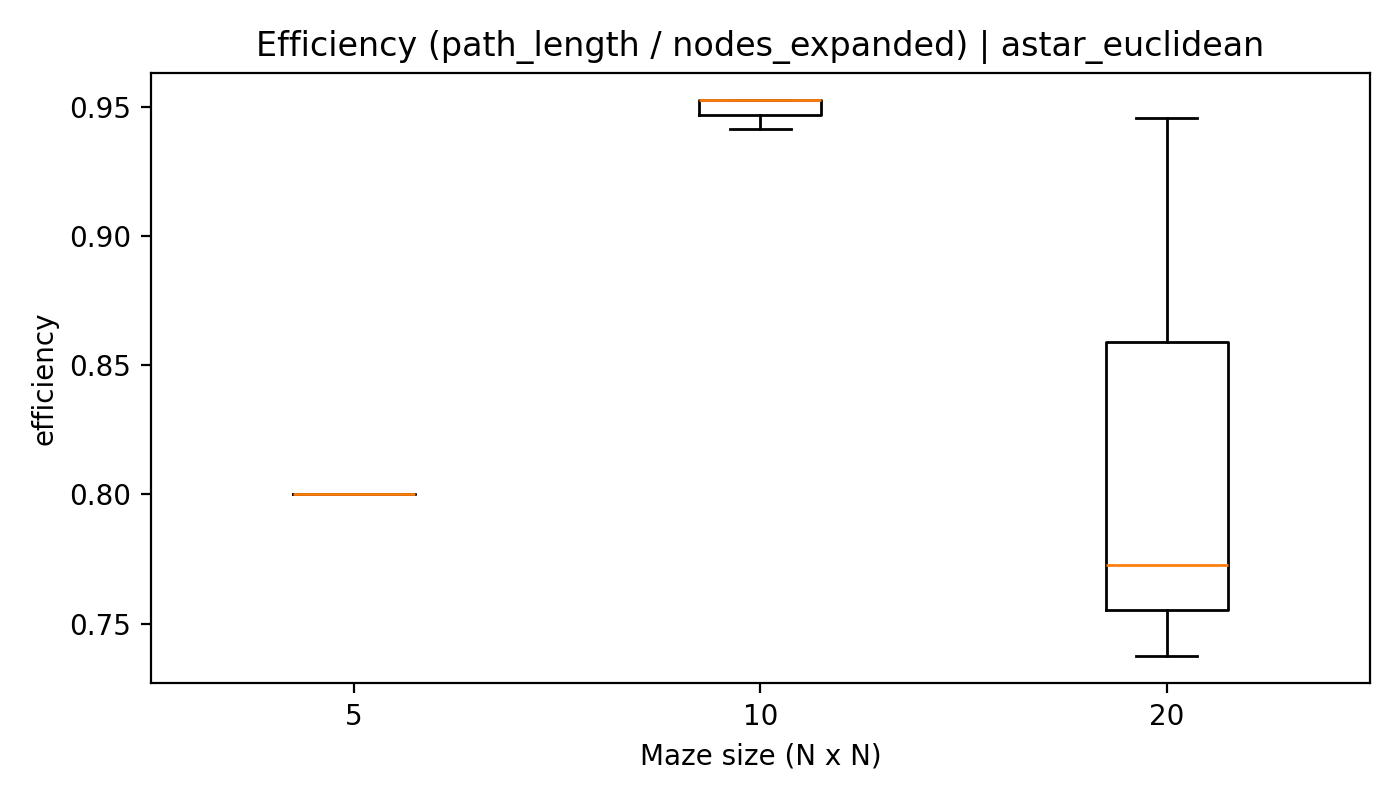 Efficiency (path_length / nodes_expanded) | astar_euclidean
efficiency
0.95
0.90
0.85
0.80
0.75
5
10
20
Maze size (N x N)